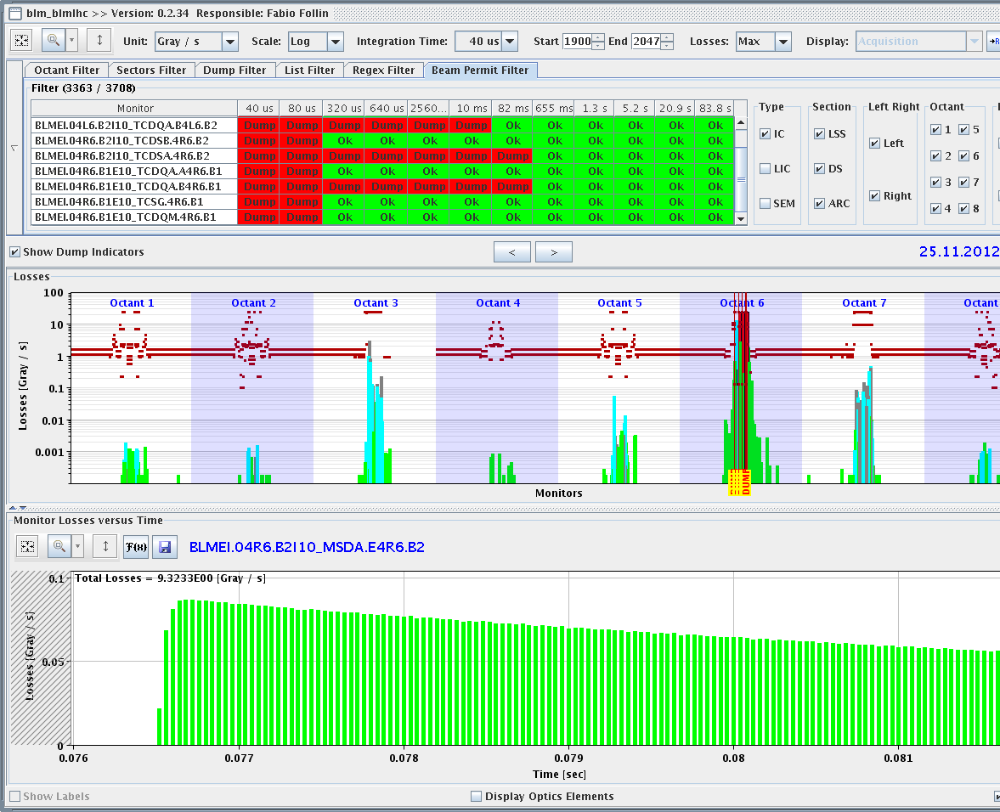 blm_blmlhc >> Version: 0.2.34 Responsible: Fabio Follin
Unit: Gray / s Scale: Log Integration Time: 40 us Start 1900 End 2047 Losses: Max Display: Acquisition
Octant Filter Sectors Filter Dump Filter List Filter Regex Filter Beam Permit Filter
Filter (3363 / 3708)
Monitor 40 us 80 us 320 us 640 us 2560... 10 ms 82 ms 655 ms 1.3 s 5.2 s 20.9 s 83.8 s
BLMEI.04L6.B2I10_TCDQA.B4L6.B2 Dump Dump Dump Dump Dump Dump Ok Ok Ok Ok Ok Ok
BLMEI.04R6.B2I10_TCDSB.4R6.B2 Dump Dump Ok Ok Ok Ok Ok Ok Ok Ok Ok Ok
BLMEI.04R6.B2I10_TCDSA.4R6.B2 Dump Dump Dump Dump Dump Dump Dump Ok Ok Ok Ok Ok
BLMEI.04R6.B1E10_TCDQA.A4R6.B1 Dump Dump Ok Ok Ok Ok Ok Ok Ok Ok Ok Ok
BLMEI.04R6.B1E10_TCDQA.B4R6.B1 Dump Dump Dump Dump Dump Dump Dump Ok Ok Ok Ok Ok
BLMEI.04R6.B1E10_TCSG.4R6.B1 Dump Dump Ok Ok Ok Ok Ok Ok Ok Ok Ok Ok
BLMEI.04R6.B1E10_TCDQM.4R6.B1 Dump Dump Ok Ok Ok Ok Ok Ok Ok Ok Ok Ok
Type Section Left Right Octant
IC LSS Left 1 5
LIC DS 2 6
SEM ARC Right 3 7
4 8
Show Dump Indicators < > 25.11.2012
Losses
Octant 1 Octant 2 Octant 3 Octant 4 Octant 5 Octant 6 Octant 7 Octant
100
10
1
0.1
0.01
0.001
Losses [Gray / s]
DUMP
Monitors
Monitor Losses versus Time
F(x) BLMEI.04R6.B2I10_MSDA.E4R6.B2
Total Losses = 9.3233E00 [Gray / s]
0.1
0.05
0
Losses [Gray / s]
0.076 0.077 0.078 0.079 0.08 0.081
Time [sec]
Show Labels Display Optics Elements